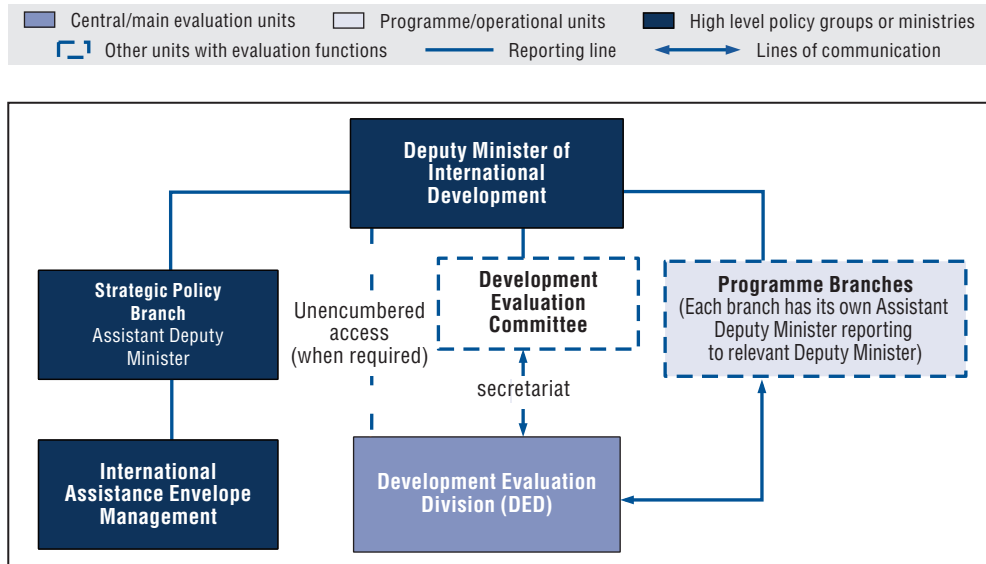 Central/main evaluation units
Programme/operational units
High level policy groups or ministries
Other units with evaluation functions
Reporting line
Lines of communication
Deputy Minister of
International
Development
Strategic Policy
Branch
Assistant Deputy
Minister
Unencumbered
access
(when required)
Development
Evaluation
Committee
Programme Branches
(Each branch has its own Assistant
Deputy Minister reporting
to relevant Deputy Minister)
secretariat
International
Assistance Envelope
Management
Development Evaluation
Division (DED)